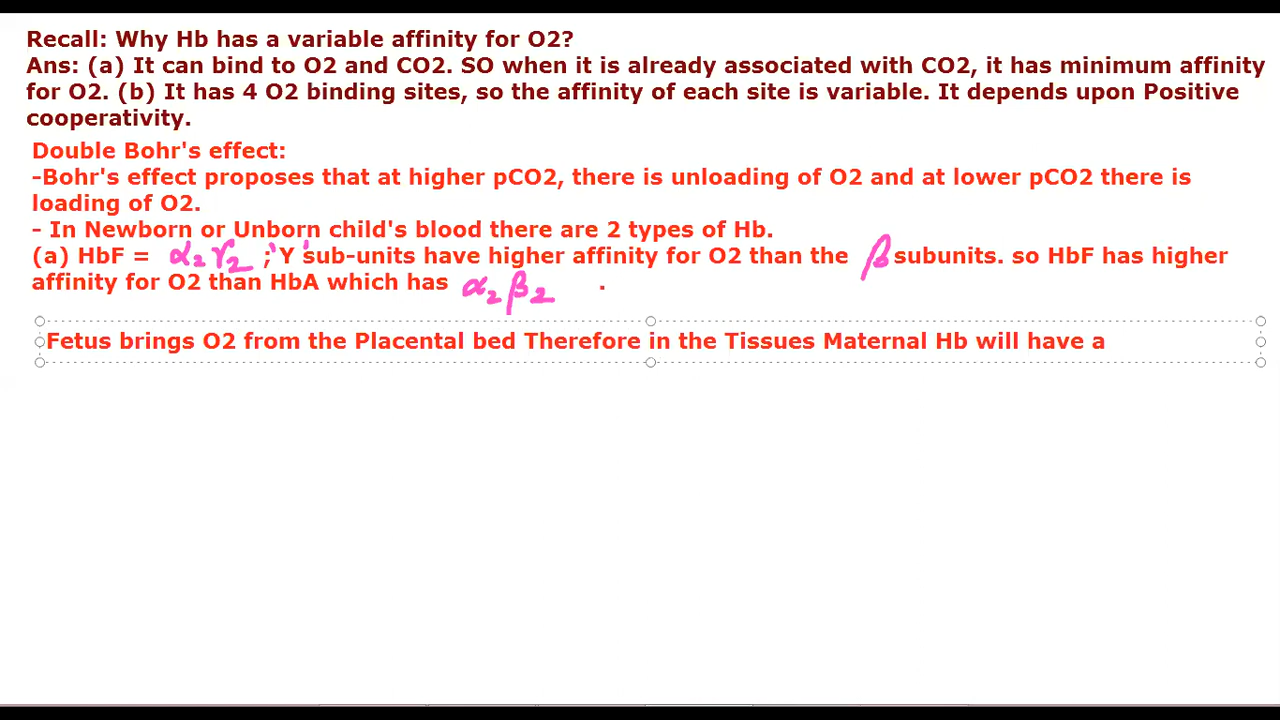 Recall: Why Hb has a variable affinity for O2?
Ans: (a) It can bind to O2 and CO2. SO when it is already associated with CO2, it has minimum affinity
for O2. (b) It has 4 O2 binding sites, so the affinity of each site is variable. It depends upon Positive
cooperativity.
Double Bohr's effect:
-Bohr's effect proposes that at higher pCO2, there is unloading of O2 and at lower pCO2 there is
loading of O2.
- In Newborn or Unborn child's blood there are 2 types of Hb.
(a) HbF = α2 γ2 ; 'Y' sub-units have higher affinity for O2 than the β subunits. so HbF has higher
affinity for O2 than HbA which has α2 β2 .
Fetus brings O2 from the Placental bed Therefore in the Tissues Maternal Hb will have a